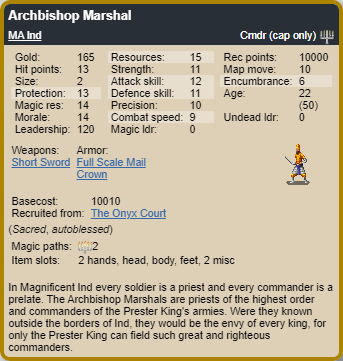 Archbishop Marshal
MA Ind Cmdr (cap only)
Gold: 165 Resources: 15 Rec points: 10000
Hit points: 13 Strength: 11 Map move: 10
Size: 2 Attack skill: 12 Encumbrance: 6
Protection: 13 Defence skill: 11 Age: 22
Magic res: 14 Precision: 10 (50)
Morale: 14 Combat speed: 9 Undead ldr: 0
Leadership: 120 Magic ldr: 0
Weapons: Armor:
Short Sword Full Scale Mail
Crown
Basecost: 10010
Recruited from: The Onyx Court
(Sacred, autoblessed)
Magic paths: 2
Item slots: 2 hands, head, body, feet, 2 misc
In Magnificent Ind every soldier is a priest and every commander is a
prelate. The Archbishop Marshals are priests of the highest order
and commanders of the Prester King's armies. Were they known
outside the borders of Ind, they would be the envy of every king, for
only the Prester King can field such great and righteous
commanders.